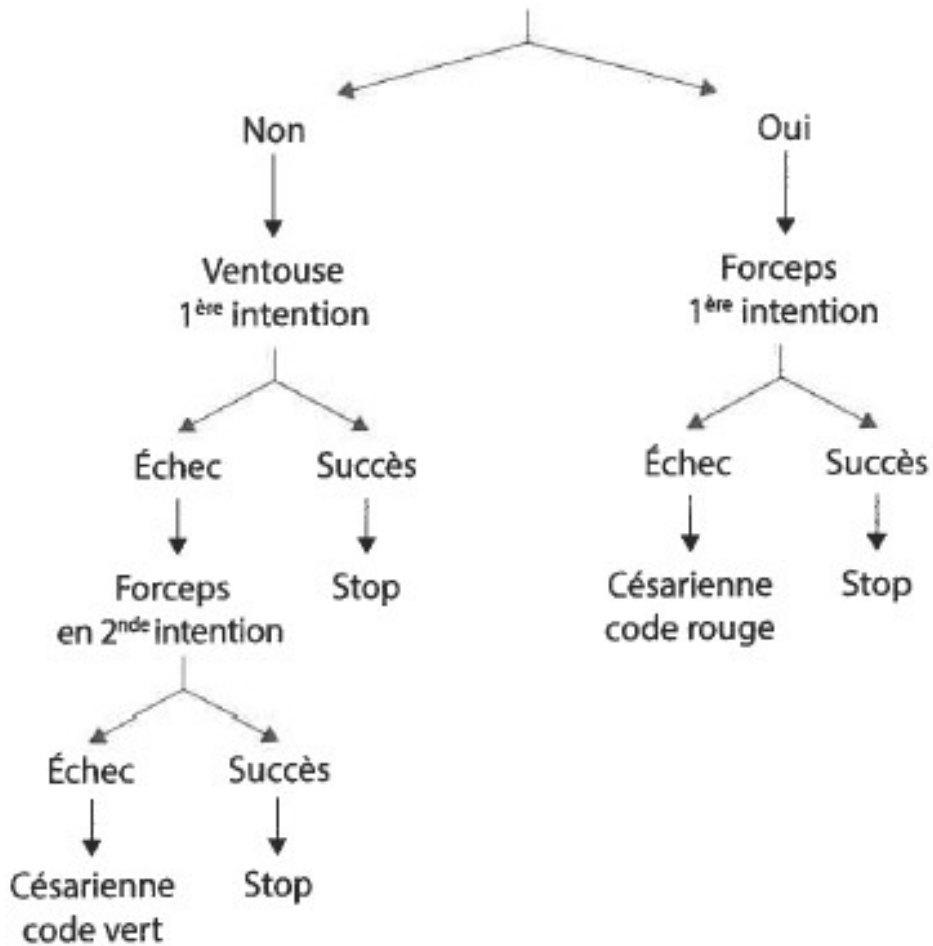 Non
Oui
Ventouse
1ère intention
Forceps
1ère intention
Échec
Succès
Échec
Succès
Forceps
en 2nde intention
Stop
Césarienne
code rouge
Stop
Échec
Succès
Césarienne
code vert
Stop